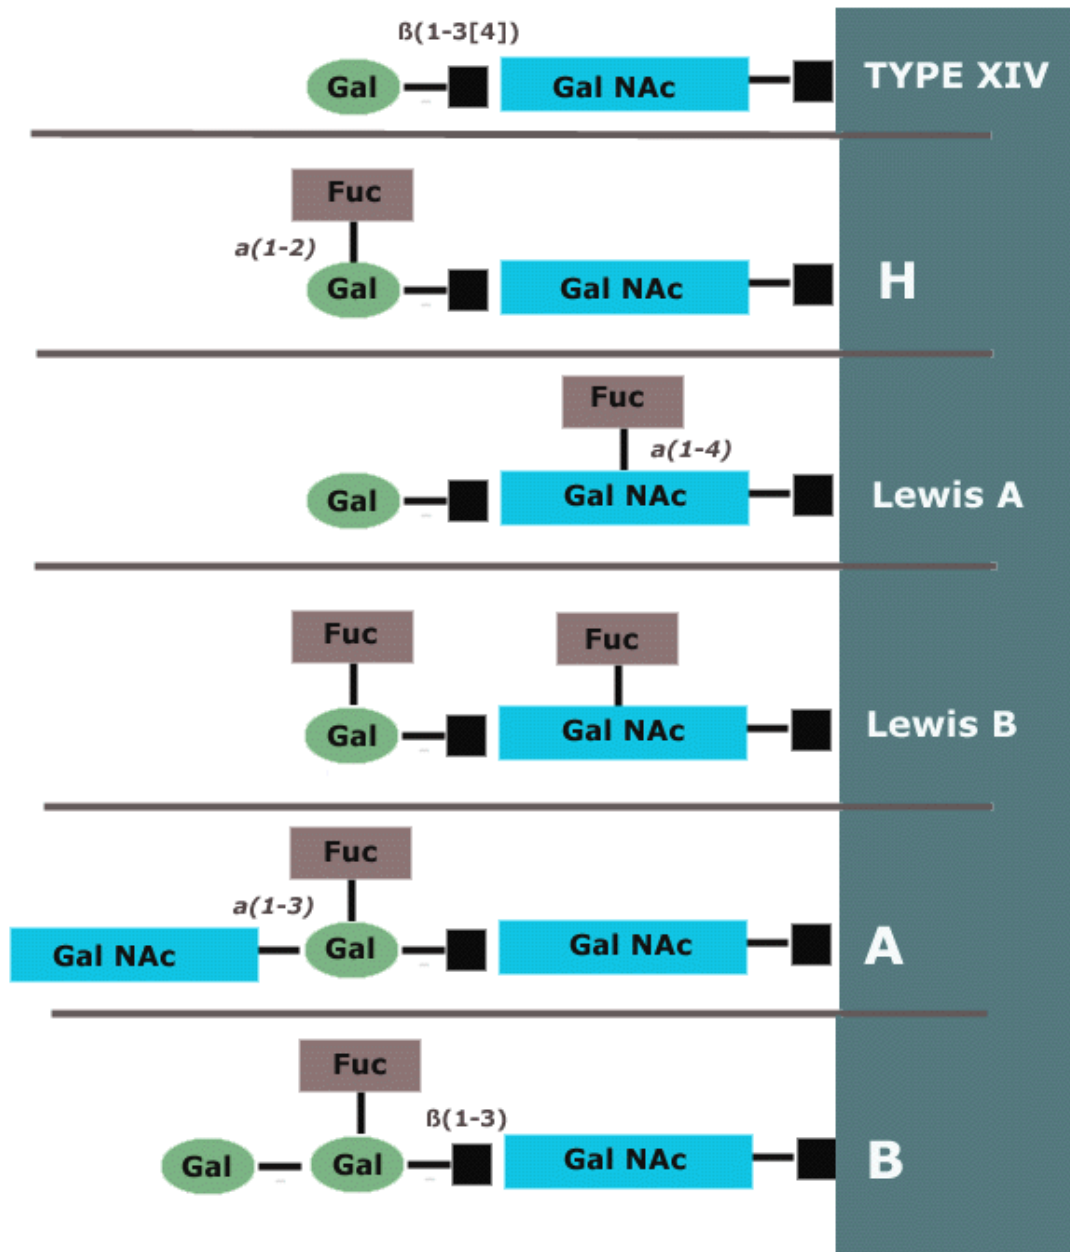 ß(1-3[4])
Gal Gal NAc TYPE XIV
Fuc
a(1-2)
Gal Gal NAc H
Fuc
a(1-4)
Gal Gal NAc Lewis A
Fuc Fuc
Gal Gal NAc Lewis B
Fuc
a(1-3)
Gal NAc Gal Gal NAc A
Fuc
ß(1-3)
Gal Gal Gal NAc B